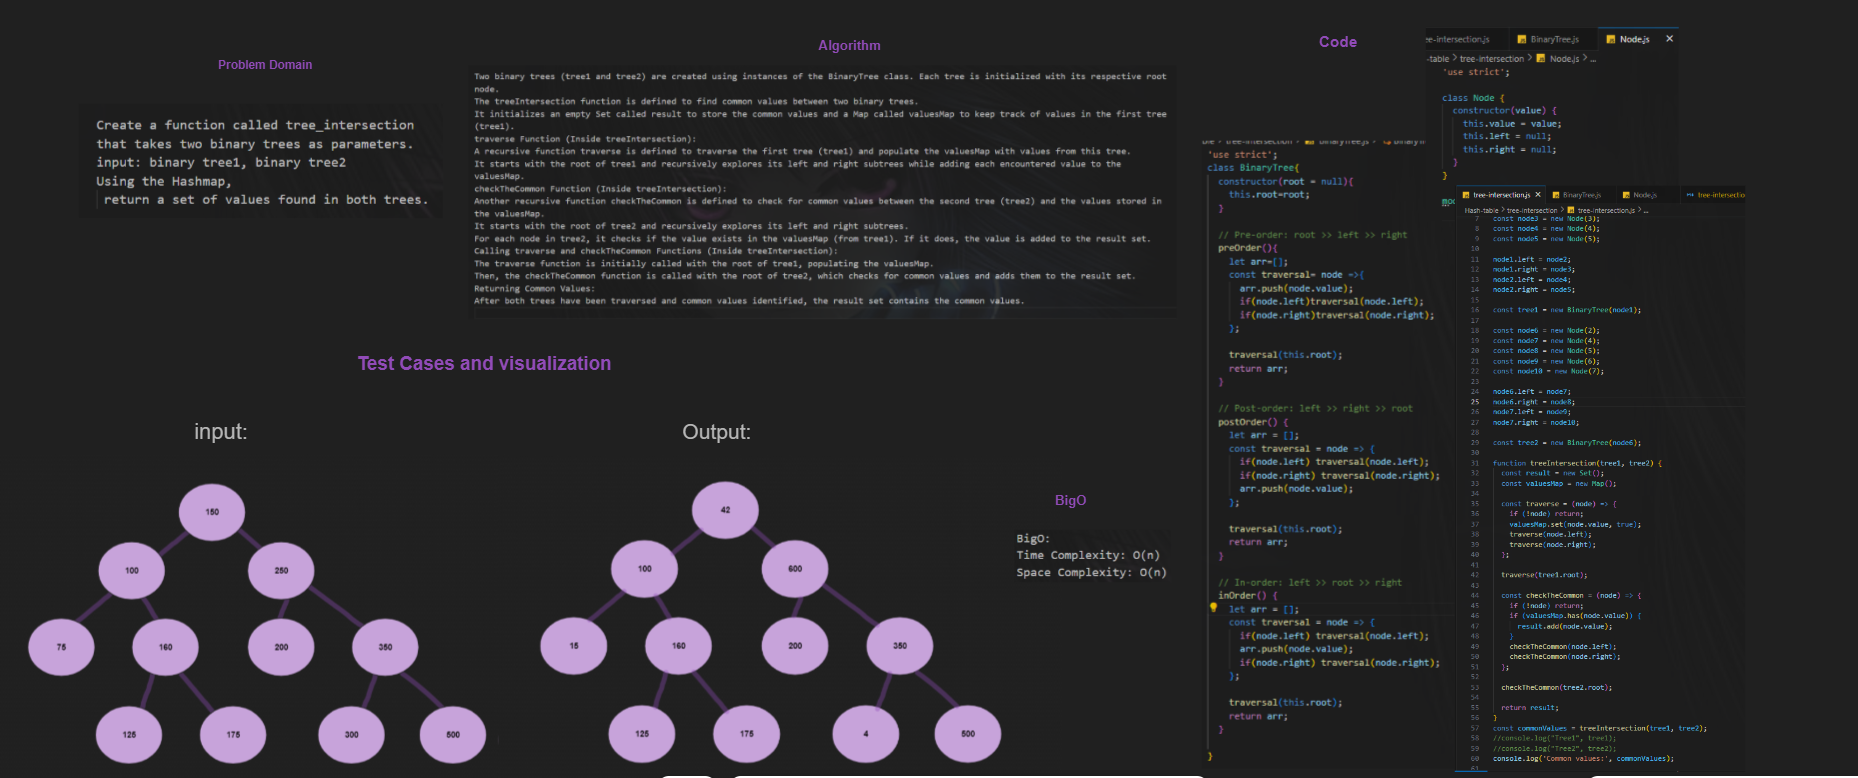 Problem Domain
Create a function called tree_intersection
that takes two binary trees as parameters.
input: binary tree1, binary tree2
Using the Hashmap,
return a set of values found in both trees.
Algorithm
Two binary trees (tree1 and tree2) are created using instances of the BinaryTree class. Each tree is initialized with its respective root
node.
The treeIntersection function is defined to find common values between two binary trees.
It initializes an empty Set called result to store the common values and a Map called valuesMap to keep track of values in the first tree
(tree1).
traverse Function (Inside treeIntersection):
A recursive function traverse is defined to traverse the first tree (tree1) and populate the valuesMap with values from this tree.
It starts with the root of tree1 and recursively explores its left and right subtrees while adding each encountered value to the
valuesMap.
checkTheCommon Function (Inside treeIntersection):
Another recursive function checkTheCommon is defined to check for common values between the second tree (tree2) and the values stored in
the valuesMap.
It starts with the root of tree2 and recursively explores its left and right subtrees.
For each node in tree2, it checks if the value exists in the valuesMap (from tree1). If it does, the value is added to the result set.
Calling traverse and checkTheCommon Functions (Inside treeIntersection):
The traverse function is initially called with the root of tree1, populating the valuesMap.
Then, the checkTheCommon function is called with the root of tree2, which checks for common values and adds them to the result set.
Returning Common Values:
After both trees have been traversed and common values identified, the result set contains the common values.
Test Cases and visualization
input:
150
100 250
75 160 200 350
125 175 300 500
Output:
42
100 600
15 160 200 350
125 175 4 500
BigO
BigO:
Time Complexity: O(n)
Space Complexity: O(n)
Code
'use strict';
class BinaryTree{
constructor(root = null){
this.root=root;
}
// Pre-order: root >> left >> right
preOrder(){
let arr=[];
const traversal= node =>{
arr.push(node.value);
if(node.left)traversal(node.left);
if(node.right)traversal(node.right);
};
traversal(this.root);
return arr;
}
// Post-order: left >> right >> root
postOrder() {
let arr = [];
const traversal = node => {
if(node.left) traversal(node.left);
if(node.right) traversal(node.right);
arr.push(node.value);
};
traversal(this.root);
return arr;
}
// In-order: left >> root >> right
inOrder() {
let arr = [];
const traversal = node => {
if(node.left) traversal(node.left);
arr.push(node.value);
if(node.right) traversal(node.right);
};
traversal(this.root);
return arr;
}
}
ee-intersection.js BinaryTree.js Node.js ×
-table > tree-intersection > Node.js > ...
'use strict';
class Node {
constructor(value) {
this.value = value;
this.left = null;
this.right = null;
}
}
tree-intersection.js × BinaryTree.js Node.js tree-intersectio
Hash-table > tree-intersection > tree-intersection.js > ...
7 const node3 = new Node(3);
8 const node4 = new Node(4);
9 const node5 = new Node(5);
10
11 node1.left = node2;
12 node1.right = node3;
13 node2.left = node4;
14 node2.right = node5;
15
16 const tree1 = new BinaryTree(node1);
17
18 const node6 = new Node(2);
19 const node7 = new Node(4);
20 const node8 = new Node(5);
21 const node9 = new Node(6);
22 const node10 = new Node(7);
23
24 node6.left = node7;
25 node6.right = node8;
26 node7.left = node9;
27 node7.right = node10;
28
29 const tree2 = new BinaryTree(node6);
30
31 function treeIntersection(tree1, tree2) {
32 const result = new Set();
33 const valuesMap = new Map();
34
35 const traverse = (node) => {
36 if (!node) return;
37 valuesMap.set(node.value, true);
38 traverse(node.left);
39 traverse(node.right);
40 };
41
42 traverse(tree1.root);
43
44 const checkTheCommon = (node) => {
45 if (!node) return;
46 if (valuesMap.has(node.value)) {
47 result.add(node.value);
48 }
49 checkTheCommon(node.left);
50 checkTheCommon(node.right);
51 };
52
53 checkTheCommon(tree2.root);
54
55 return result;
56 }
57 const commonValues = treeIntersection(tree1, tree2);
58 //console.log("Tree1", tree1);
59 //console.log("Tree2", tree2);
60 console.log('Common values:', commonValues);
61